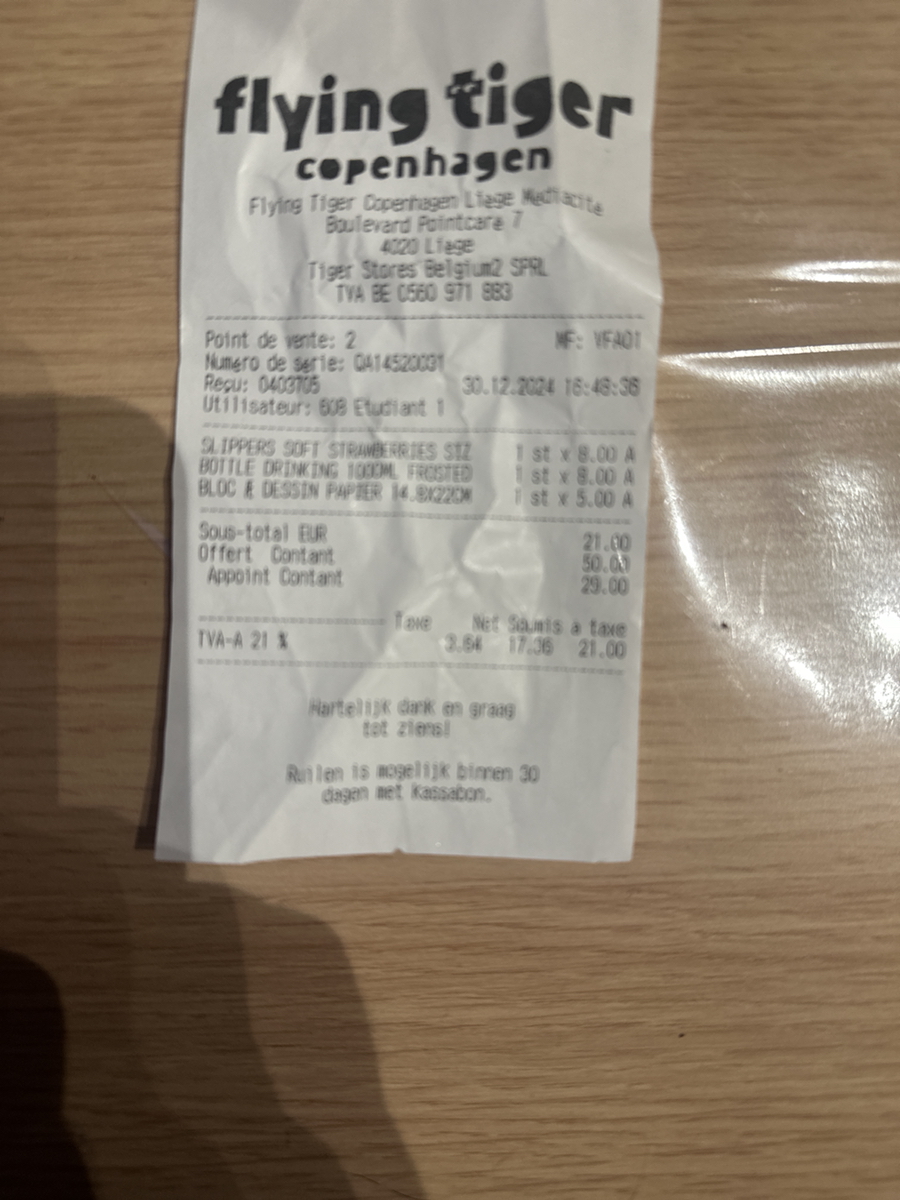 flying tiger
copenhagen
Flying Tiger Copenhagen Liege Mediacite
Boulevard Pointcare 7
4020 Liege
Tiger Stores Belgium2 SPRL
TVA BE 0560 971 883
Point de vente: 2 MF: VFA01
Numero de serie: QA14520031
Reçu: 0403705 30.12.2024 16:48:36
Utilisateur: 608 Etudiant 1
SLIPPERS SOFT STRAWBERRIES SIZ 1 st x 8.00 A
BOTTLE DRINKING 1000ML FROSTED 1 st x 8.00 A
BLOC À DESSIN PAPIER 14.8X22CM 1 st x 5.00 A
Sous-total EUR 21.00
Offert Contant 50.00
Appoint Contant 29.00
Taxe Net Soumis a taxe
TVA-A 21 % 3.64 17.36 21.00
Hartelijk dank en graag
tot ziens!
Ruilen is mogelijk binnen 30
dagen met kassabon.